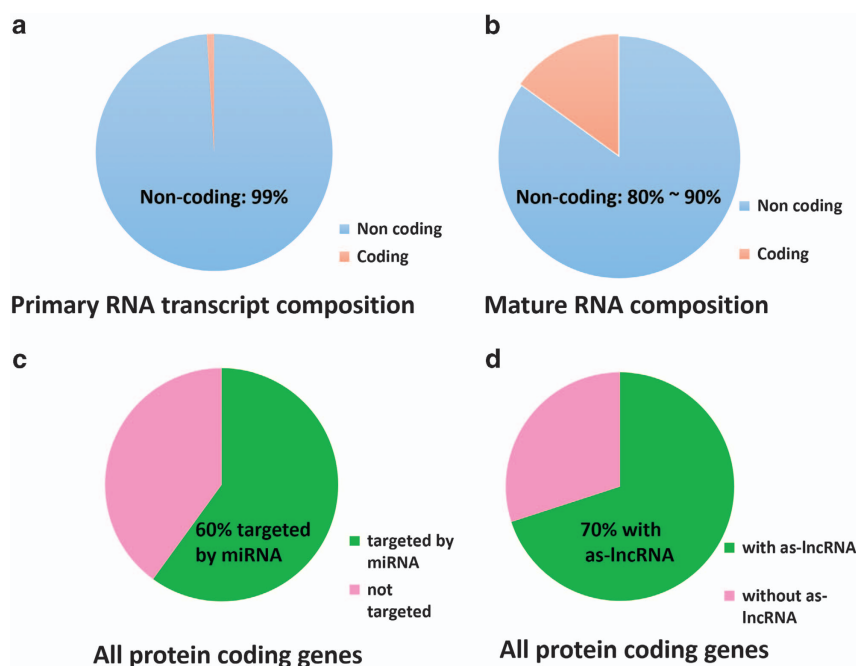 a
Non-coding: 99%
Non coding
Coding
Primary RNA transcript composition
b
Non-coding: 80% ~ 90%
Non coding
Coding
Mature RNA composition
c
60% targeted
by miRNA
targeted by
miRNA
not
targeted
All protein coding genes
d
70% with
as-lncRNA
with as-lncRNA
without as-
lncRNA
All protein coding genes